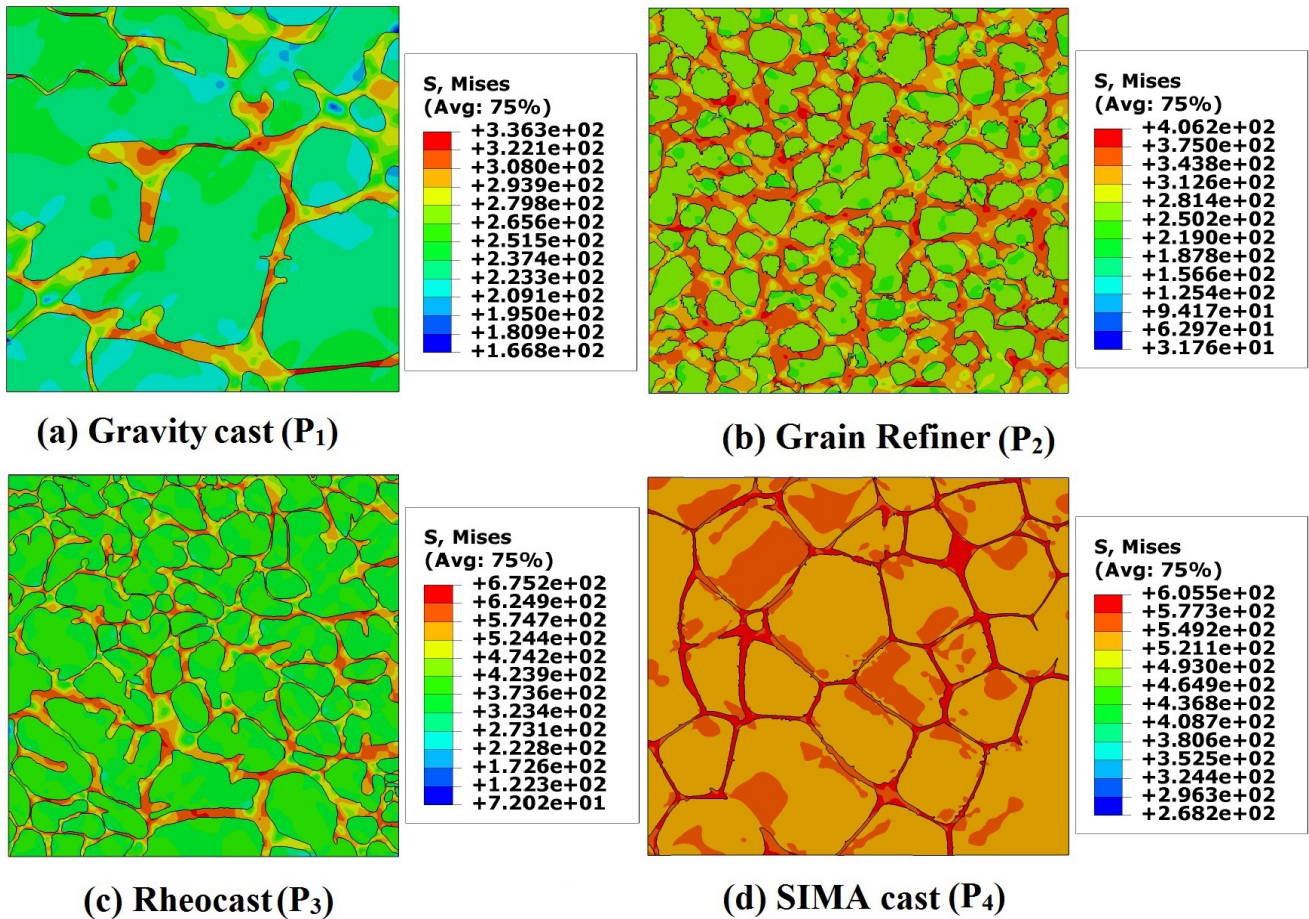 S, Mises
(Avg: 75%)
+3.363e+02
+3.221e+02
+3.080e+02
+2.939e+02
+2.798e+02
+2.656e+02
+2.515e+02
+2.374e+02
+2.233e+02
+2.091e+02
+1.950e+02
+1.809e+02
+1.668e+02
(a) Gravity cast (P₁)
S, Mises
(Avg: 75%)
+4.062e+02
+3.750e+02
+3.438e+02
+3.126e+02
+2.814e+02
+2.502e+02
+2.190e+02
+1.878e+02
+1.566e+02
+1.254e+02
+9.417e+01
+6.297e+01
+3.176e+01
(b) Grain Refiner (P₂)
S, Mises
(Avg: 75%)
+6.752e+02
+6.249e+02
+5.747e+02
+5.244e+02
+4.742e+02
+4.239e+02
+3.736e+02
+3.234e+02
+2.731e+02
+2.228e+02
+1.726e+02
+1.223e+02
+7.202e+01
(c) Rheocast (P₃)
S, Mises
(Avg: 75%)
+6.055e+02
+5.773e+02
+5.492e+02
+5.211e+02
+4.930e+02
+4.649e+02
+4.368e+02
+4.087e+02
+3.806e+02
+3.525e+02
+3.244e+02
+2.963e+02
+2.682e+02
(d) SIMA cast (P₄)